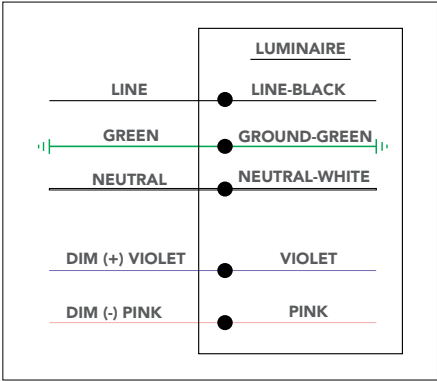 LUMINAIRE
LINE LINE-BLACK
GREEN GROUND-GREEN
NEUTRAL NEUTRAL-WHITE
DIM (+) VIOLET VIOLET
DIM (-) PINK PINK